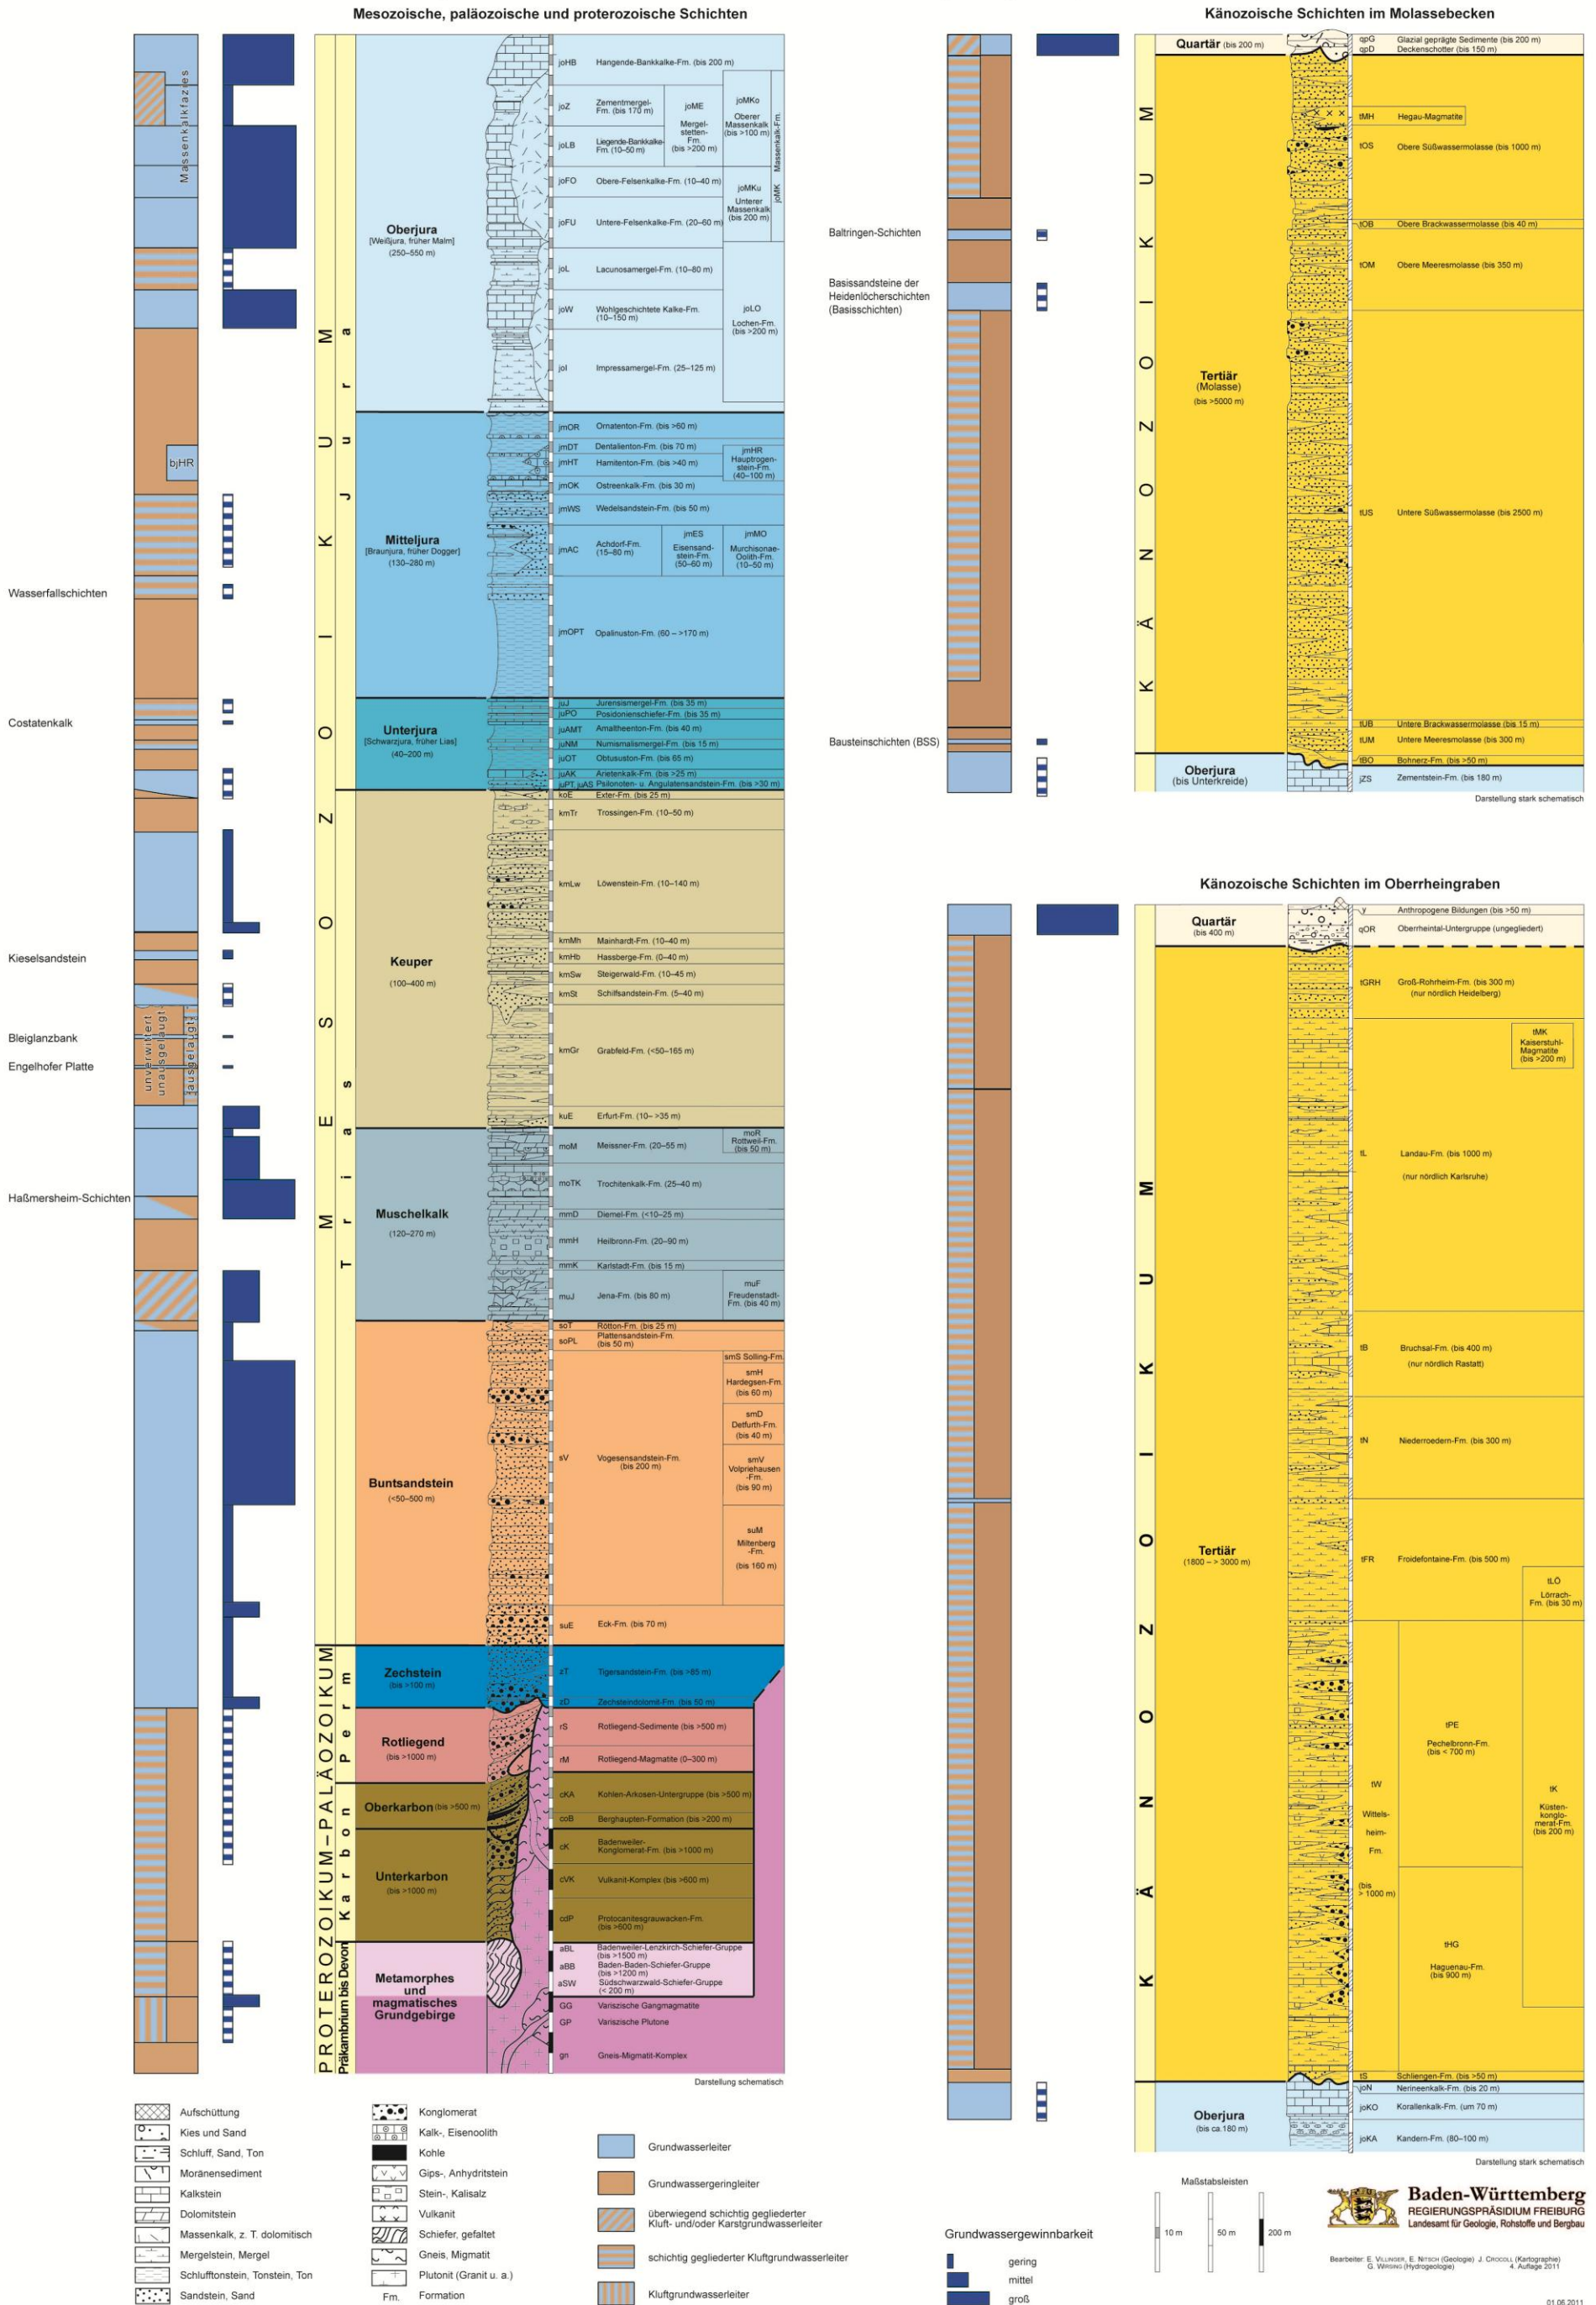 Mesozoische, paläozoische und proterozoische Schichten
Massenkalkfazies
bjHR
Wasserfallschichten
Costatenkalk
Kieselsandstein
Bleiglanzbank
Engelhofer Platte
unverwittert
unausgelaugt
ausgelaugt
Haßmersheim-Schichten
MESOZOIKUM
Jura
Trias
PROTEROZOIKUM–PALÄOZOIKUM
Perm
Karbon
Präkambrium bis Devon
Oberjura
[Weißjura, früher Malm]
(250–550 m)
joHB Hangende-Bankkalke-Fm. (bis 200 m)
joZ Zementmergel-
Fm. (bis 170 m)
joLB Liegende-Bankkalke-
Fm. (10–50 m)
joME
Mergel-
stetten-
Fm.
(bis >200 m)
joMKo
Oberer
Massenkalk
(bis >100 m)
joMK Massenkalk-Fm.
joFO Obere-Felsenkalke-Fm. (10–40 m)
joFU Untere-Felsenkalke-Fm. (20–60 m)
joMKu
Unterer
Massenkalk
(bis 200 m)
joL Lacunosamergel-Fm. (10–80 m)
joW Wohlgeschichtete Kalke-Fm.
(10–150 m)
joLO
Lochen-Fm.
(bis >200 m)
joI Impressamergel-Fm. (25–125 m)
Mitteljura
[Braunjura, früher Dogger]
(130–280 m)
jmOR Ornatenton-Fm. (bis >60 m)
jmDT Dentalienton-Fm. (bis 70 m)
jmHT Hamitenton-Fm. (bis >40 m)
jmHR
Hauptrogen-
stein-Fm.
(40–100 m)
jmOK Ostreenkalk-Fm. (bis 30 m)
jmWS Wedelsandstein-Fm. (bis 50 m)
jmAC Achdorf-Fm.
(15–80 m)
jmES
Eisensand-
stein-Fm.
(50–60 m)
jmMO
Murchisonae-
Oolith-Fm.
(10–50 m)
jmOPT Opalinuston-Fm. (60 – >170 m)
Unterjura
[Schwarzjura, früher Lias]
(40–200 m)
juJ Jurensismergel-Fm. (bis 35 m)
juPO Posidonienschiefer-Fm. (bis 35 m)
juAMT Amaltheenton-Fm. (bis 40 m)
juNM Numismalismergel-Fm. (bis 15 m)
juOT Obtususton-Fm. (bis 65 m)
juAK Arietenkalk-Fm. (bis >25 m)
juPT, juAS Psilonoten- u. Angulatensandstein-Fm. (bis >30 m)
Keuper
(100–400 m)
koE Exter-Fm. (bis 25 m)
kmTr Trossingen-Fm. (10–50 m)
kmLw Löwenstein-Fm. (10–140 m)
kmMh Mainhardt-Fm. (10–40 m)
kmHb Hassberge-Fm. (0–40 m)
kmSw Steigerwald-Fm. (10–45 m)
kmSt Schilfsandstein-Fm. (5–40 m)
kmGr Grabfeld-Fm. (<50–165 m)
kuE Erfurt-Fm. (10– >35 m)
Muschelkalk
(120–270 m)
moM Meissner-Fm. (20–55 m)
moR
Rottweil-Fm.
(bis 50 m)
moTK Trochitenkalk-Fm. (25–40 m)
mmD Diemel-Fm. (<10–25 m)
mmH Heilbronn-Fm. (20–90 m)
mmK Karlstadt-Fm. (bis 15 m)
muJ Jena-Fm. (bis 80 m)
muF
Freudenstadt-
Fm. (bis 40 m)
Buntsandstein
(<50–500 m)
soT Rötton-Fm. (bis 25 m)
soPL Plattensandstein-Fm.
(bis 50 m)
sV Vogesensandstein-Fm.
(bis 200 m)
smS Solling-Fm.
smH
Hardegsen-Fm.
(bis 60 m)
smD
Detfurth-Fm.
(bis 40 m)
smV
Volpriehausen
-Fm.
(bis 90 m)
suM
Miltenberg
-Fm.
(bis 160 m)
suE Eck-Fm. (bis 70 m)
Zechstein
(bis >100 m)
zT Tigersandstein-Fm. (bis >65 m)
zD Zechsteindolomit-Fm. (bis 50 m)
Rotliegend
(bis >1000 m)
rS Rotliegend-Sedimente (bis >500 m)
rM Rotliegend-Magmatite (0–300 m)
Oberkarbon (bis >500 m)
cKA Kohlen-Arkosen-Untergruppe (bis >500 m)
coB Berghaupten-Formation (bis >200 m)
Unterkarbon
(bis >1000 m)
cK Badenweiler-
Konglomerat-Fm. (bis >1000 m)
cVK Vulkanit-Komplex (bis >600 m)
cdP Protocanitesgrauwacken-Fm.
(bis >600 m)
Metamorphes
und
magmatisches
Grundgebirge
aBL Badenweiler-Lenzkirch-Schiefer-Gruppe
(bis >1500 m)
aBB Baden-Baden-Schiefer-Gruppe
(bis >1200 m)
aSW Südschwarzwald-Schiefer-Gruppe
(< 200 m)
GG Variszische Gangmagmatite
GP Variszische Plutone
gn Gneis-Migmatit-Komplex
Darstellung schematisch
Känozoische Schichten im Molassebecken
Baltringen-Schichten
Basissandsteine der
Heidenlöcherschichten
(Basisschichten)
Bausteinschichten (BSS)
KÄNOZOIKUM
Quartär (bis 200 m)
qpG Glazial geprägte Sedimente (bis 200 m)
qpD Deckenschotter (bis 150 m)
Tertiär
(Molasse)
(bis >5000 m)
tMH Hegau-Magmatite
tOS Obere Süßwassermolasse (bis 1000 m)
tOB Obere Brackwassermolasse (bis 40 m)
tOM Obere Meeresmolasse (bis 350 m)
tUS Untere Süßwassermolasse (bis 2500 m)
tUB Untere Brackwassermolasse (bis 15 m)
tUM Untere Meeresmolasse (bis 300 m)
tBO Bohnerz-Fm. (bis >50 m)
Oberjura
(bis Unterkreide)
jZS Zementstein-Fm. (bis 180 m)
Darstellung stark schematisch
Känozoische Schichten im Oberrheingraben
KÄNOZOIKUM
Quartär
(bis 400 m)
y Anthropogene Bildungen (bis >50 m)
qOR Oberrheintal-Untergruppe (ungegliedert)
Tertiär
(1800 – > 3000 m)
tGRH Groß-Rohrheim-Fm. (bis 300 m)
(nur nördlich Heidelberg)
tMK
Kaiserstuhl-
Magmatite
(bis >200 m)
tL Landau-Fm. (bis 1000 m)
(nur nördlich Karlsruhe)
tB Bruchsal-Fm. (bis 400 m)
(nur nördlich Rastatt)
tN Niederroedern-Fm. (bis 300 m)
tFR Froidefontaine-Fm. (bis 500 m)
tLÖ
Lörrach-
Fm. (bis 30 m)
tPE
Pechelbronn-Fm.
(bis < 700 m)
tW
Wittels-
heim-
Fm.
(bis
> 1000 m)
tK
Küsten-
konglo-
merat-Fm.
(bis 200 m)
tHG
Haguenau-Fm.
(bis 900 m)
tS Schliengen-Fm. (bis >50 m)
Oberjura
(bis ca.180 m)
joN Nerineenkalk-Fm. (bis 20 m)
joKO Korallenkalk-Fm. (um 70 m)
joKA Kandern-Fm. (80–100 m)
Darstellung stark schematisch
Aufschüttung
Kies und Sand
Schluff, Sand, Ton
Moränensediment
Kalkstein
Dolomitstein
Massenkalk, z. T. dolomitisch
Mergelstein, Mergel
Schlufftonstein, Tonstein, Ton
Sandstein, Sand
Konglomerat
Kalk-, Eisenoolith
Kohle
Gips-, Anhydritstein
Stein-, Kalisalz
Vulkanit
Schiefer, gefaltet
Gneis, Migmatit
Plutonit (Granit u. a.)
Fm. Formation
Grundwasserleiter
Grundwassergeringleiter
überwiegend schichtig gegliederter
Kluft- und/oder Karstgrundwasserleiter
schichtig gegliederter Kluftgrundwasserleiter
Kluftgrundwasserleiter
Grundwassergewinnbarkeit
gering
mittel
groß
Maßstabsleisten
10 m
50 m
200 m
Baden-Württemberg
REGIERUNGSPRÄSIDIUM FREIBURG
Landesamt für Geologie, Rohstoffe und Bergbau
Bearbeiter: E. Villinger, E. Nitsch (Geologie) J. Crocoll (Kartographie)
G. Wirsing (Hydrogeologie) 4. Auflage 2011
01.06.2011